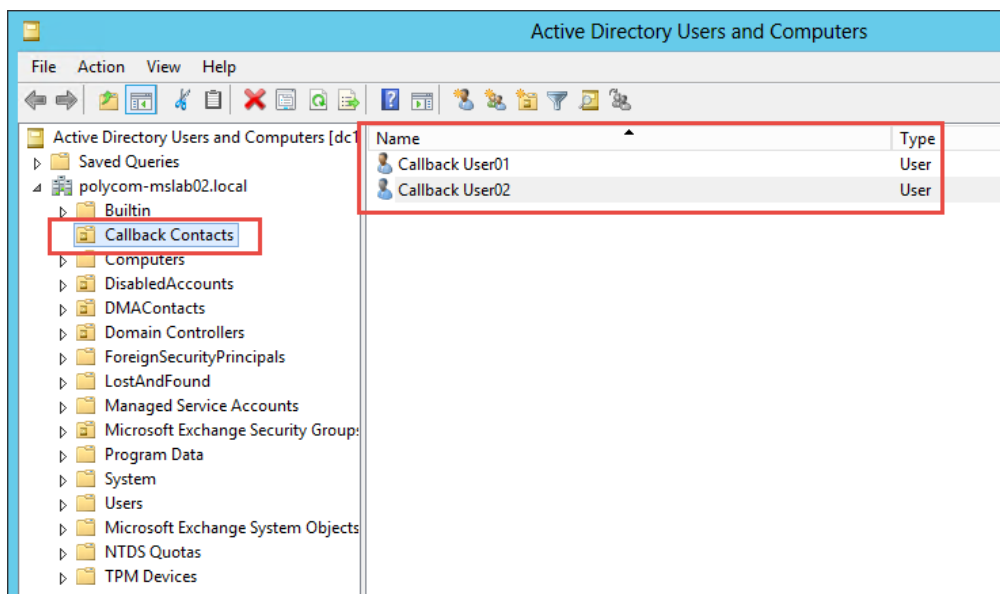 Active Directory Users and Computers
File Action View Help
Active Directory Users and Computers [dc1
Saved Queries
polycom-mslab02.local
Builtin
Callback Contacts
Computers
DisabledAccounts
DMAContacts
Domain Controllers
ForeignSecurityPrincipals
LostAndFound
Managed Service Accounts
Microsoft Exchange Security Groups
Program Data
System
Users
Microsoft Exchange System Objects
NTDS Quotas
TPM Devices
Name Type
Callback User01 User
Callback User02 User